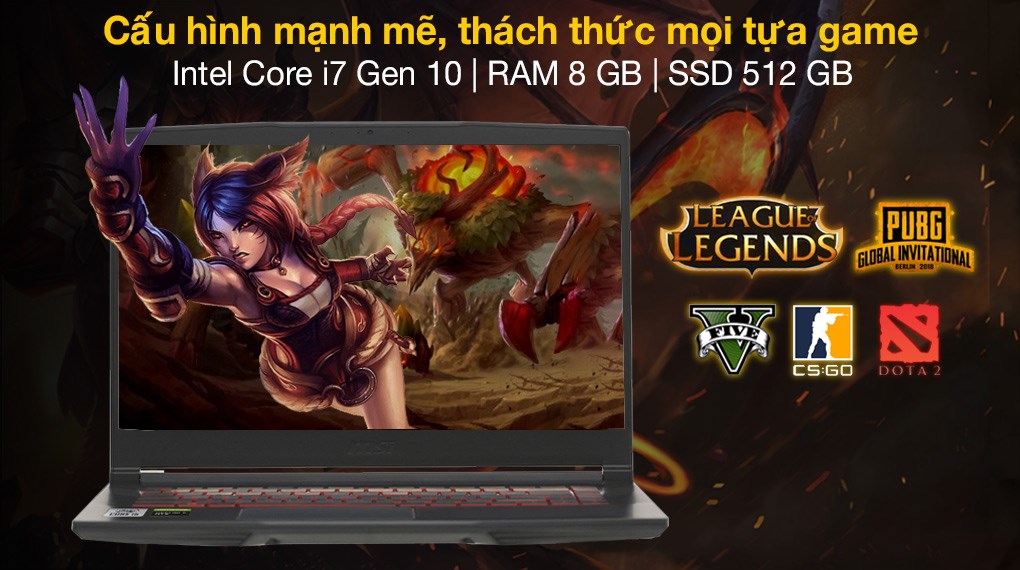 Cấu hình mạnh mẽ, thách thức mọi tựa game
Intel Core i7 Gen 10 | RAM 8 GB | SSD 512 GB
LEAGUE OF
LEGENDS
PUBG
GLOBAL INVITATIONAL
BERLIN 2018
V
FIVE
CS:GO
DOTA 2
msi